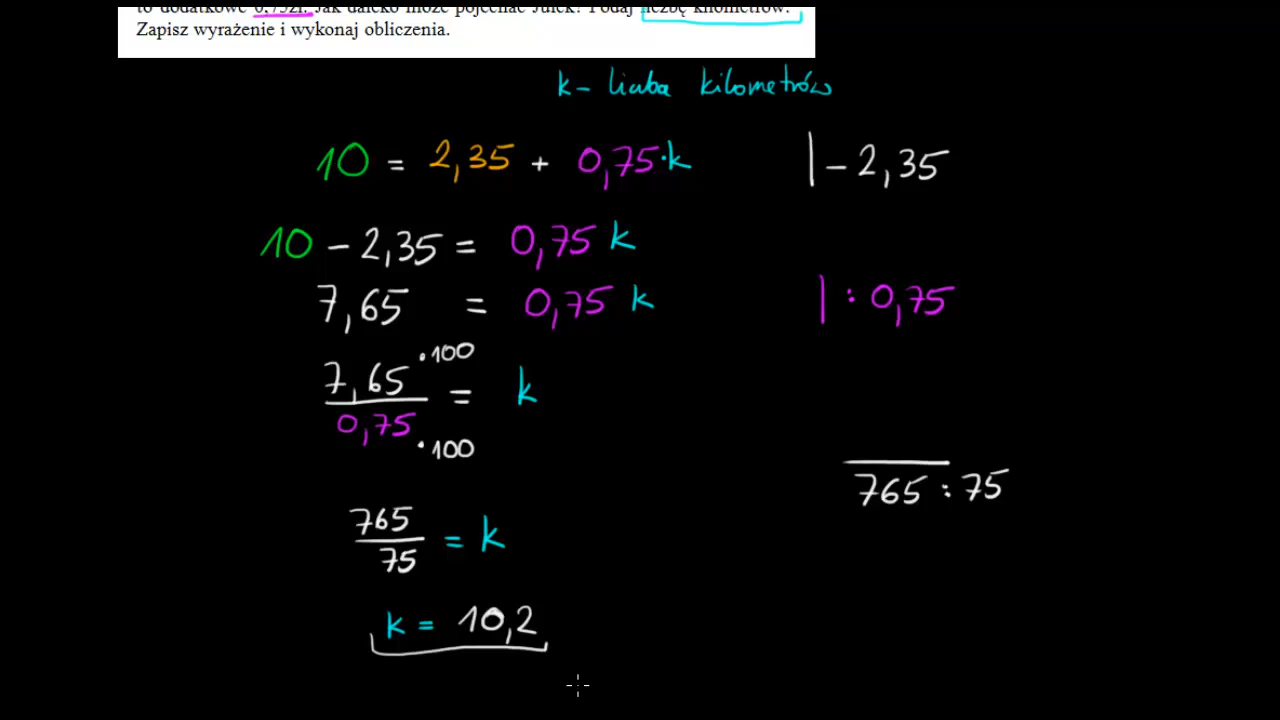 to dodatkowe 0,75zł. Jak daleko może pojechać Julek? Podaj liczbę kilometrów.
Zapisz wyrażenie i wykonaj obliczenia.
k – liczba kilometrów
10 = 2,35 + 0,75·k |– 2,35
10 – 2,35 = 0,75 k
7,65 = 0,75 k |: 0,75
·100
7,65
= k
0,75
·100
765 : 75
765
= k
75
k = 10,2